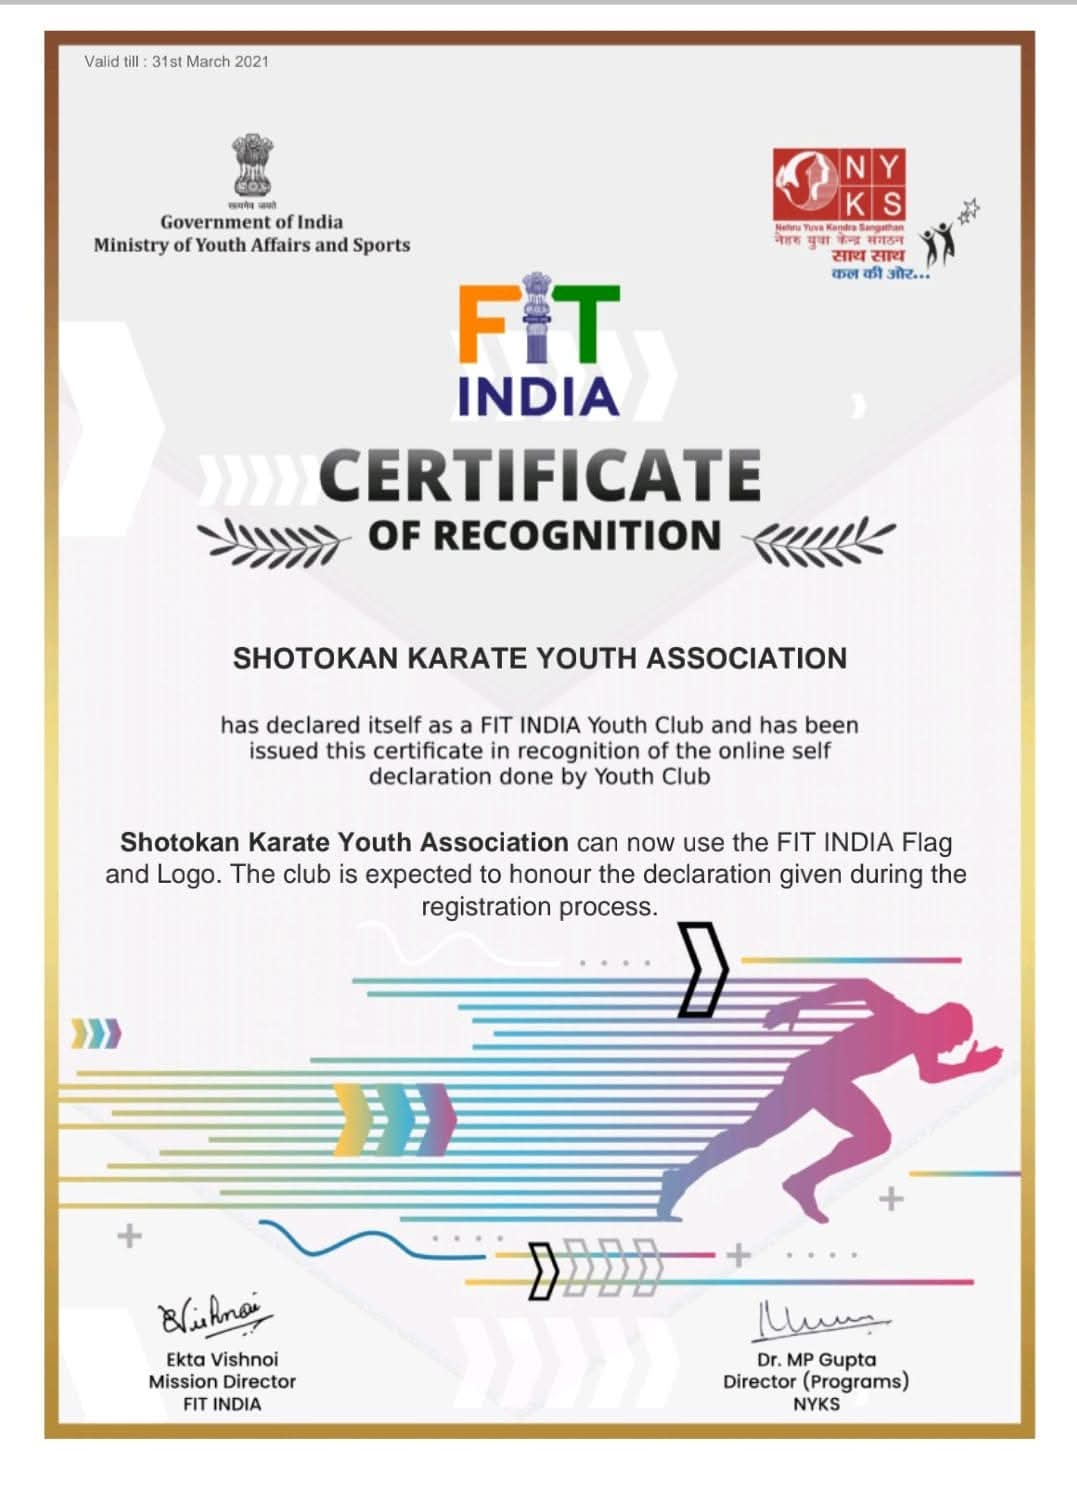 Valid till : 31st March 2021
सत्यमेव जयते
Government of India
Ministry of Youth Affairs and Sports
N Y
K S
Nehru Yuva Kendra Sangathan
नेहरु युवा केन्द्र संगठन
साथ साथ
कल की ओर...
FIT
INDIA
CERTIFICATE
OF RECOGNITION
SHOTOKAN KARATE YOUTH ASSOCIATION
has declared itself as a FIT INDIA Youth Club and has been
issued this certificate in recognition of the online self
declaration done by Youth Club
Shotokan Karate Youth Association can now use the FIT INDIA Flag
and Logo. The club is expected to honour the declaration given during the
registration process.
Vishnoi
Ekta Vishnoi
Mission Director
FIT INDIA
Dr. MP Gupta
Director (Programs)
NYKS